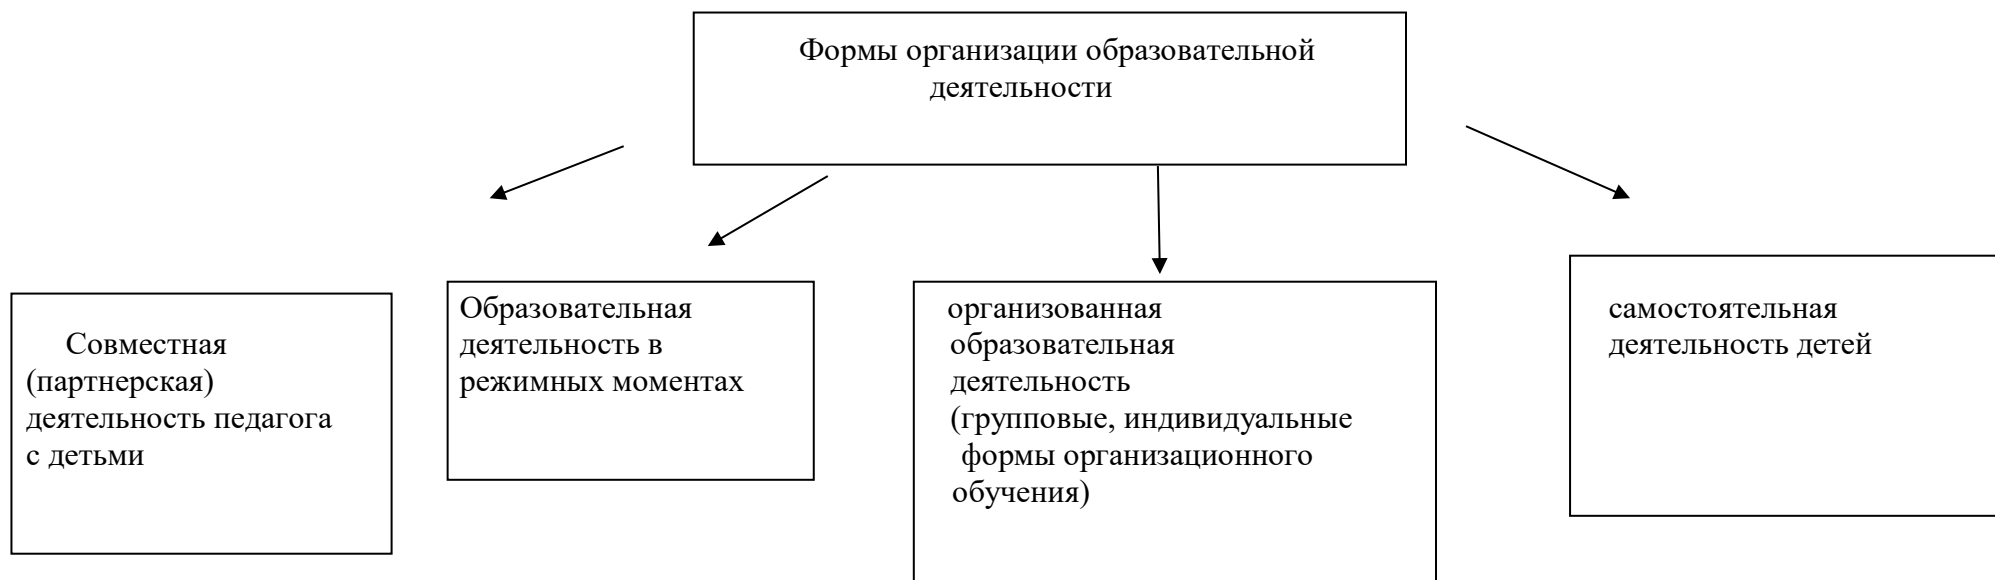 Формы организации образовательной
деятельности
Совместная
(партнерская)
деятельность педагога
с детьми
Образовательная
деятельность в
режимных моментах
организованная
образовательная
деятельность
(групповые, индивидуальные
формы организационного
обучения)
самостоятельная
деятельность детей